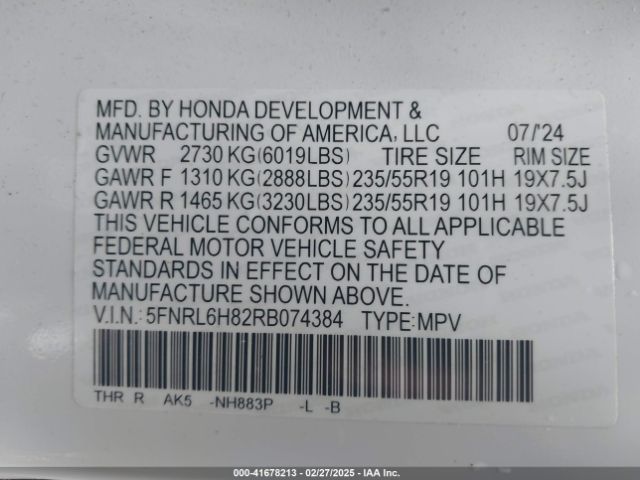 MFD. BY HONDA DEVELOPMENT &
MANUFACTURING OF AMERICA, LLC 07/'24
GVWR 2730 KG(6019LBS) TIRE SIZE RIM SIZE
GAWR F 1310 KG(2888LBS) 235/55R19 101H 19X7.5J
GAWR R 1465 KG(3230LBS) 235/55R19 101H 19X7.5J
THIS VEHICLE CONFORMS TO ALL APPLICABLE
FEDERAL MOTOR VEHICLE SAFETY
STANDARDS IN EFFECT ON THE DATE OF
MANUFACTURE SHOWN ABOVE.
V.I.N.: 5FNRL6H82RB074384 TYPE: MPV
THR R AK5 -NH883P -L -B
000-41678213 - 02/27/2025 - IAA Inc.